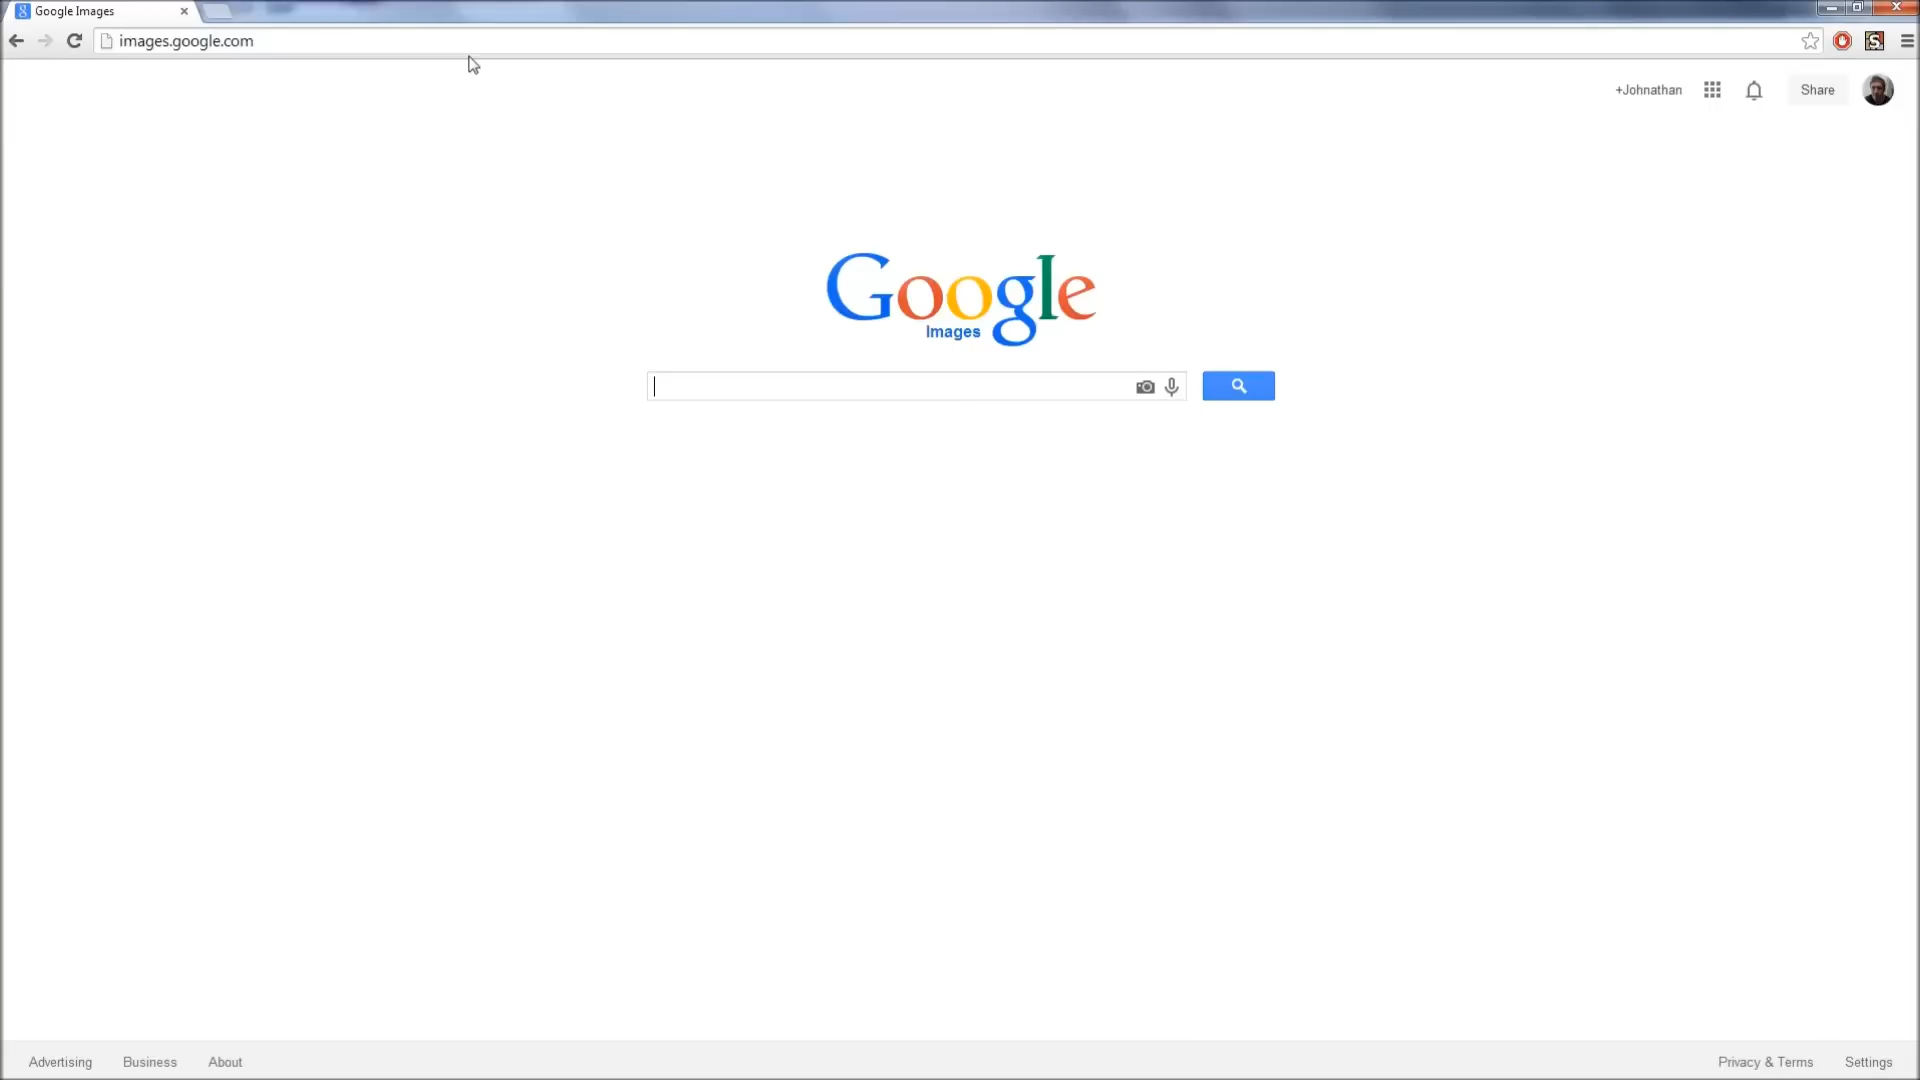 Google Images
images.google.com
+Johnathan
Share
Google
Images
Advertising
Business
About
Privacy & Terms
Settings